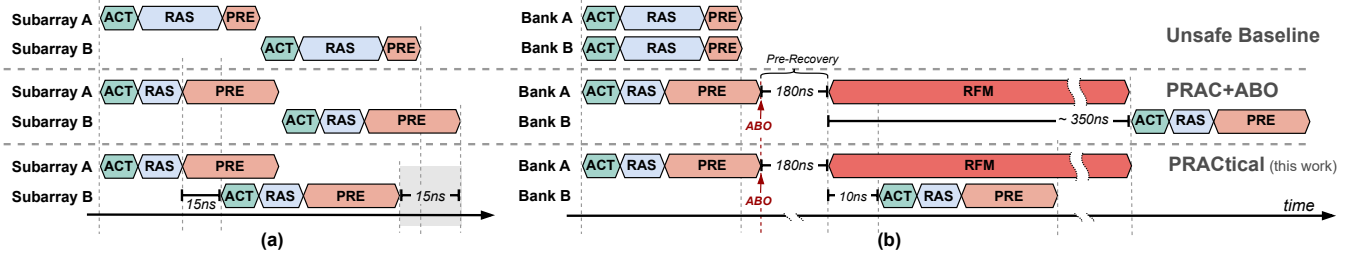 Subarray A ACT RAS PRE
Subarray B ACT RAS PRE
Subarray A ACT RAS PRE
Subarray B ACT RAS PRE
Subarray A ACT RAS PRE
Subarray B 15ns ACT RAS PRE 15ns
(a)
Bank A ACT RAS PRE
Bank B ACT RAS PRE
Unsafe Baseline
Pre-Recovery
Bank A ACT RAS PRE 180ns RFM
PRAC+ABO
Bank B ABO ~ 350ns ACT RAS PRE
Bank A ACT RAS PRE 180ns RFM
PRACtical (this work)
Bank B ABO 10ns ACT RAS PRE
time
(b)